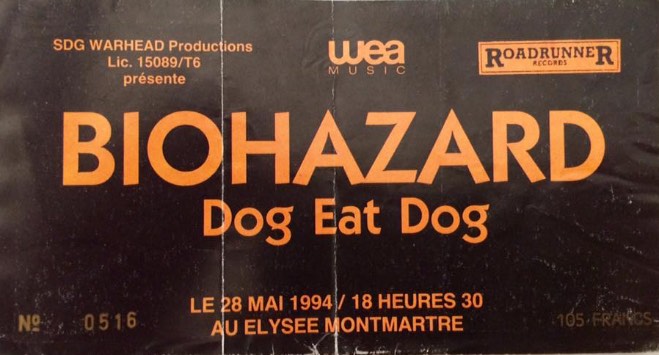 SDG WARHEAD Productions
Lic. 15089/T6
présente
wea
MUSIC
ROADRUNNER
RECORDS
BIOHAZARD
Dog Eat Dog
LE 28 MAI 1994 / 18 HEURES 30
AU ELYSEE MONTMARTRE
Nº 0516
105 FRANCS